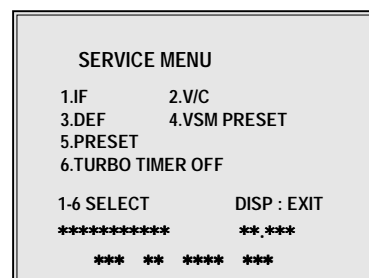 SERVICE MENU
1.IF 2.V/C
3.DEF 4.VSM PRESET
5.PRESET
6.TURBO TIMER OFF
1-6 SELECT DISP : EXIT
*********** **.***
*** ** **** ***